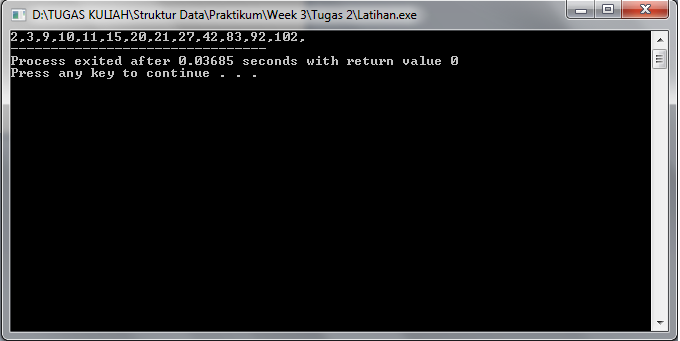 D:\TUGAS KULIAH\Struktur Data\Praktikum\Week 3\Tugas 2\Latihan.exe
2,3,9,10,11,15,20,21,27,42,83,92,102,
--------------------------------
Process exited after 0.03685 seconds with return value 0
Press any key to continue . . .